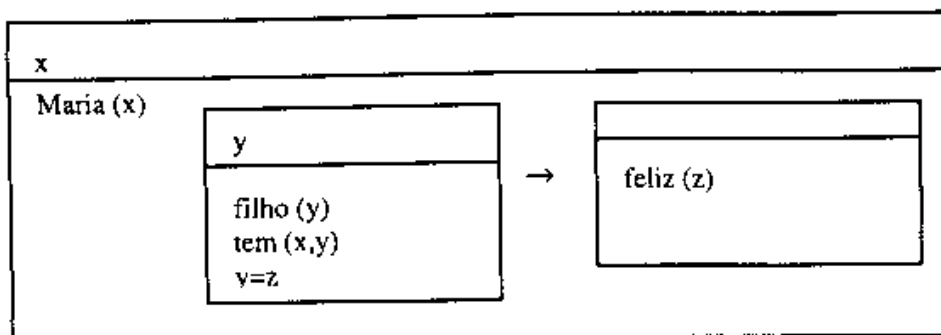 x
Maria (x)
y
filho (y)
tem (x,y)
y=z
→
feliz (z)